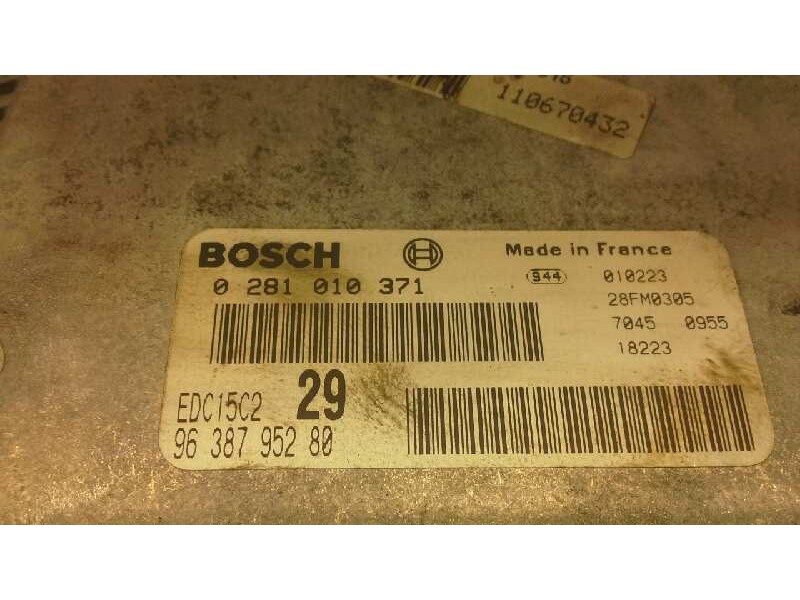 110670432
BOSCH Made in France
0 281 010 371 S44 010223
28FM0305
7045 0955
18223
EDC15C2 29
96 387 952 80